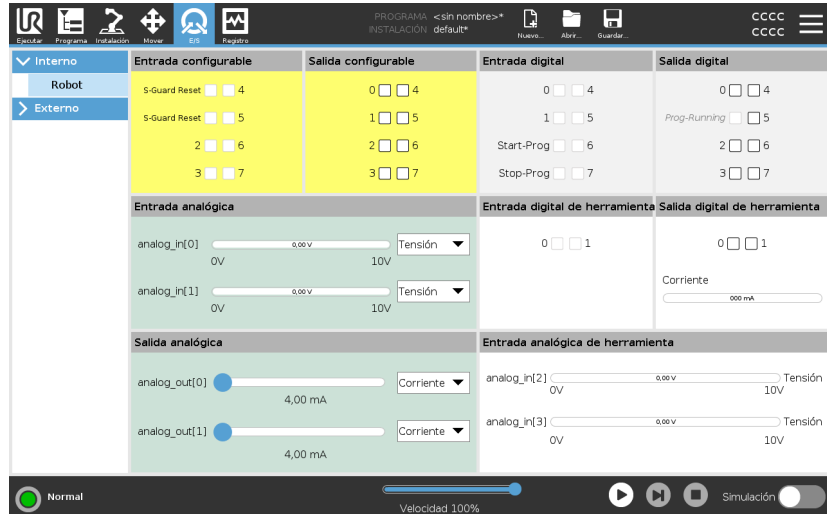 UR
PROGRAMA <sin nombre>*
INSTALACIÓN default*
CCCC
CCCC
Ejecutar Programa Instalación Mover E/S Registro Nuevo... Abrir... Guardar...
Interno
Robot
Externo
Entrada configurable
S-Guard Reset 4
S-Guard Reset 5
2 6
3 7
Salida configurable
0 4
1 5
2 6
3 7
Entrada digital
0 4
1 5
Start-Prog 6
Stop-Prog 7
Salida digital
0 4
Prog-Running 5
2 6
3 7
Entrada analógica
analog_in[0] 0,00 V Tensión
0V 10V
analog_in[1] 0,00 V Tensión
0V 10V
Entrada digital de herramienta
0 1
Salida digital de herramienta
0 1
Corriente
000 mA
Salida analógica
analog_out[0] Corriente
4,00 mA
analog_out[1] Corriente
4,00 mA
Entrada analógica de herramienta
analog_in[2] 0,00 V Tensión
0V 10V
analog_in[3] 0,00 V Tensión
0V 10V
Normal
Velocidad 100%
Simulación